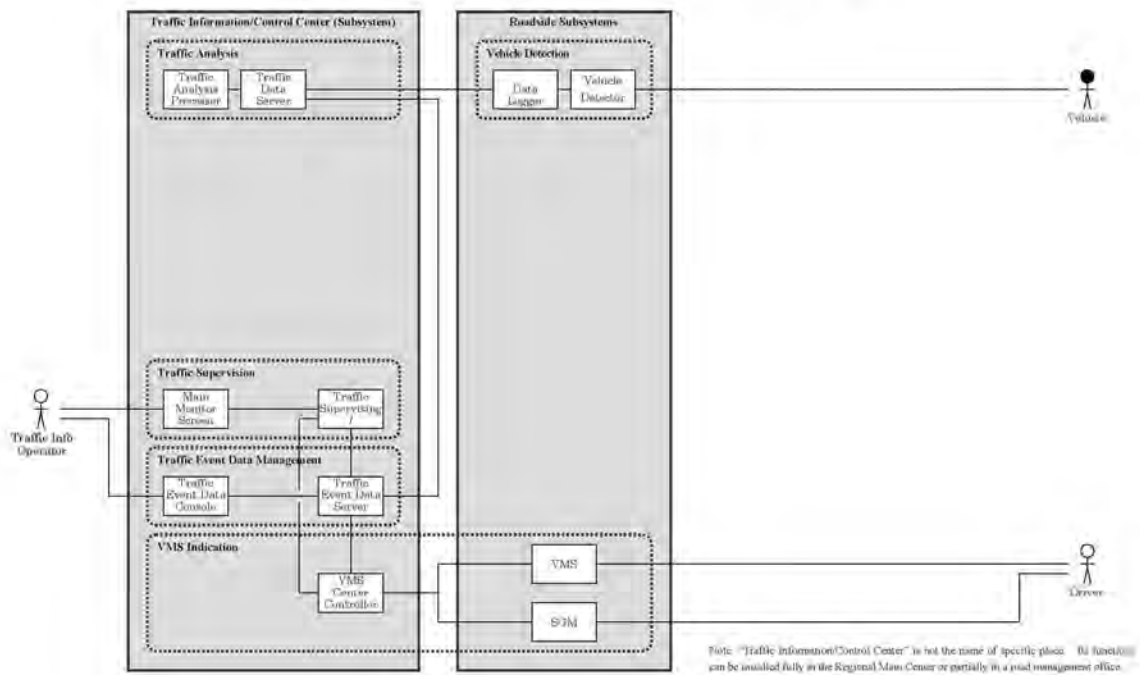 Traffic Information/Control Center (Subsystem)
Roadside Subsystems
Traffic Analysis
Traffic
Analysis
Processor
Traffic
Data
Server
Vehicle Detection
Data
Logger
Vehicle
Detector
Vehicle
Traffic Supervision
Main
Monitor
Screen
Traffic
Supervising
/
Traffic Info
Operator
Traffic Event Data Management
Traffic
Event Data
Console
Traffic
Event Data
Server
VMS Indication
VMS
Center
Controller
VMS
SGM
Driver
Note: "Traffic Information/Control Center" is not the name of specific place. Its functions
can be installed fully in the Regional Main Center or partially in a road management office.